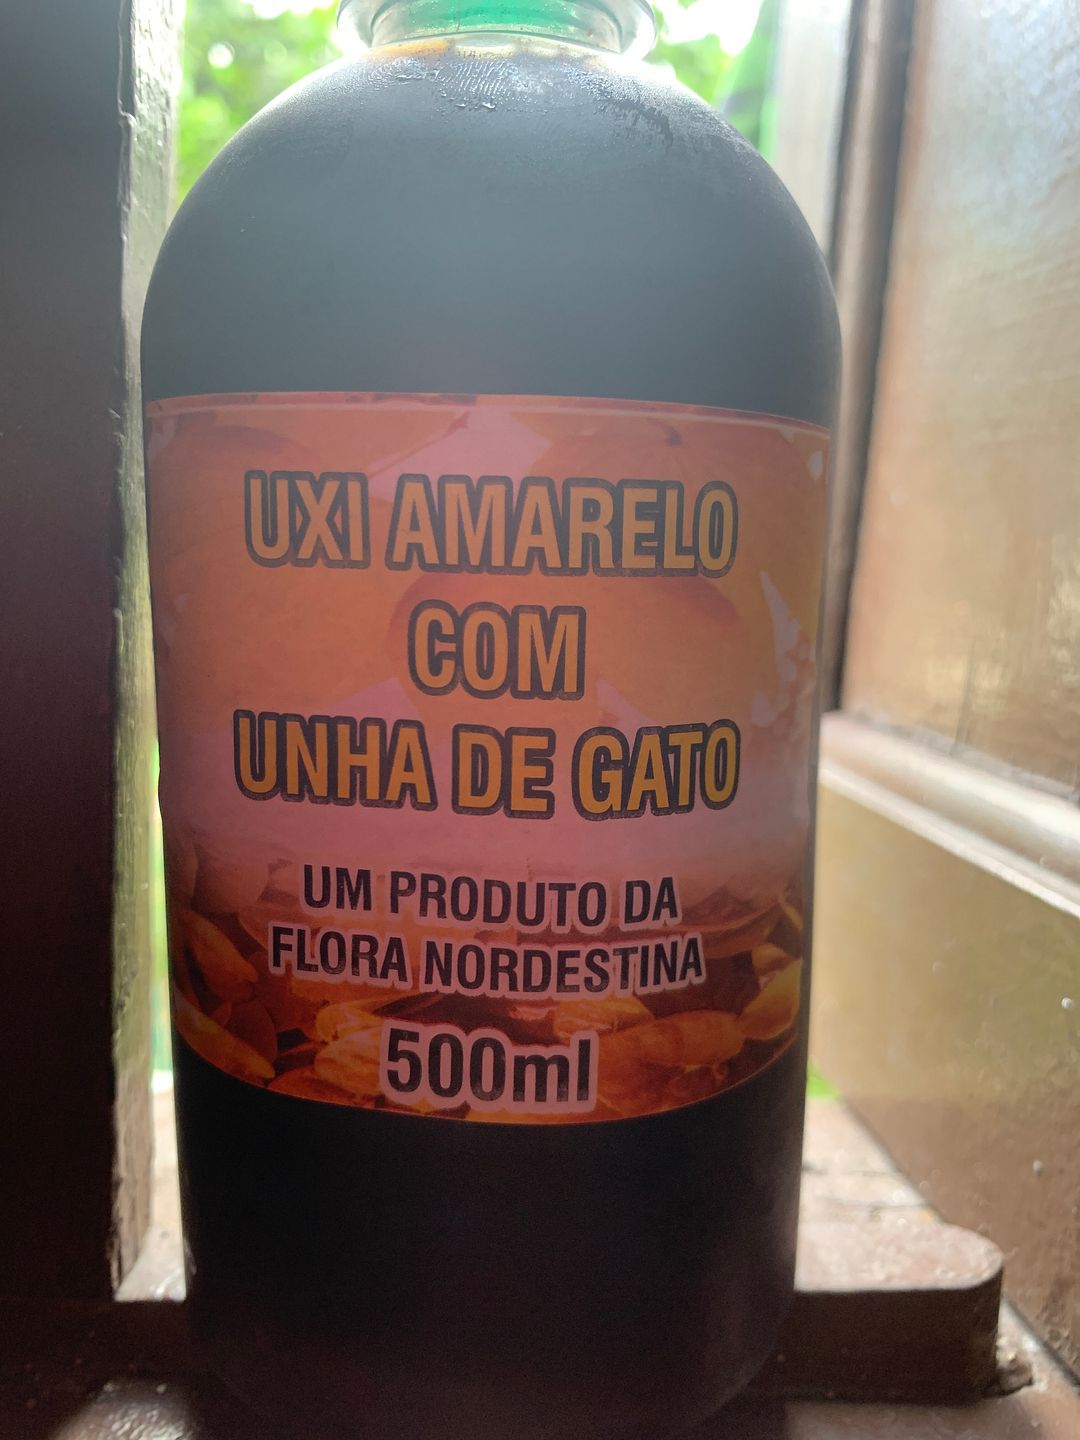 UXI AMARELO
COM
UNHA DE GATO
UM PRODUTO DA
FLORA NORDESTINA
500ml